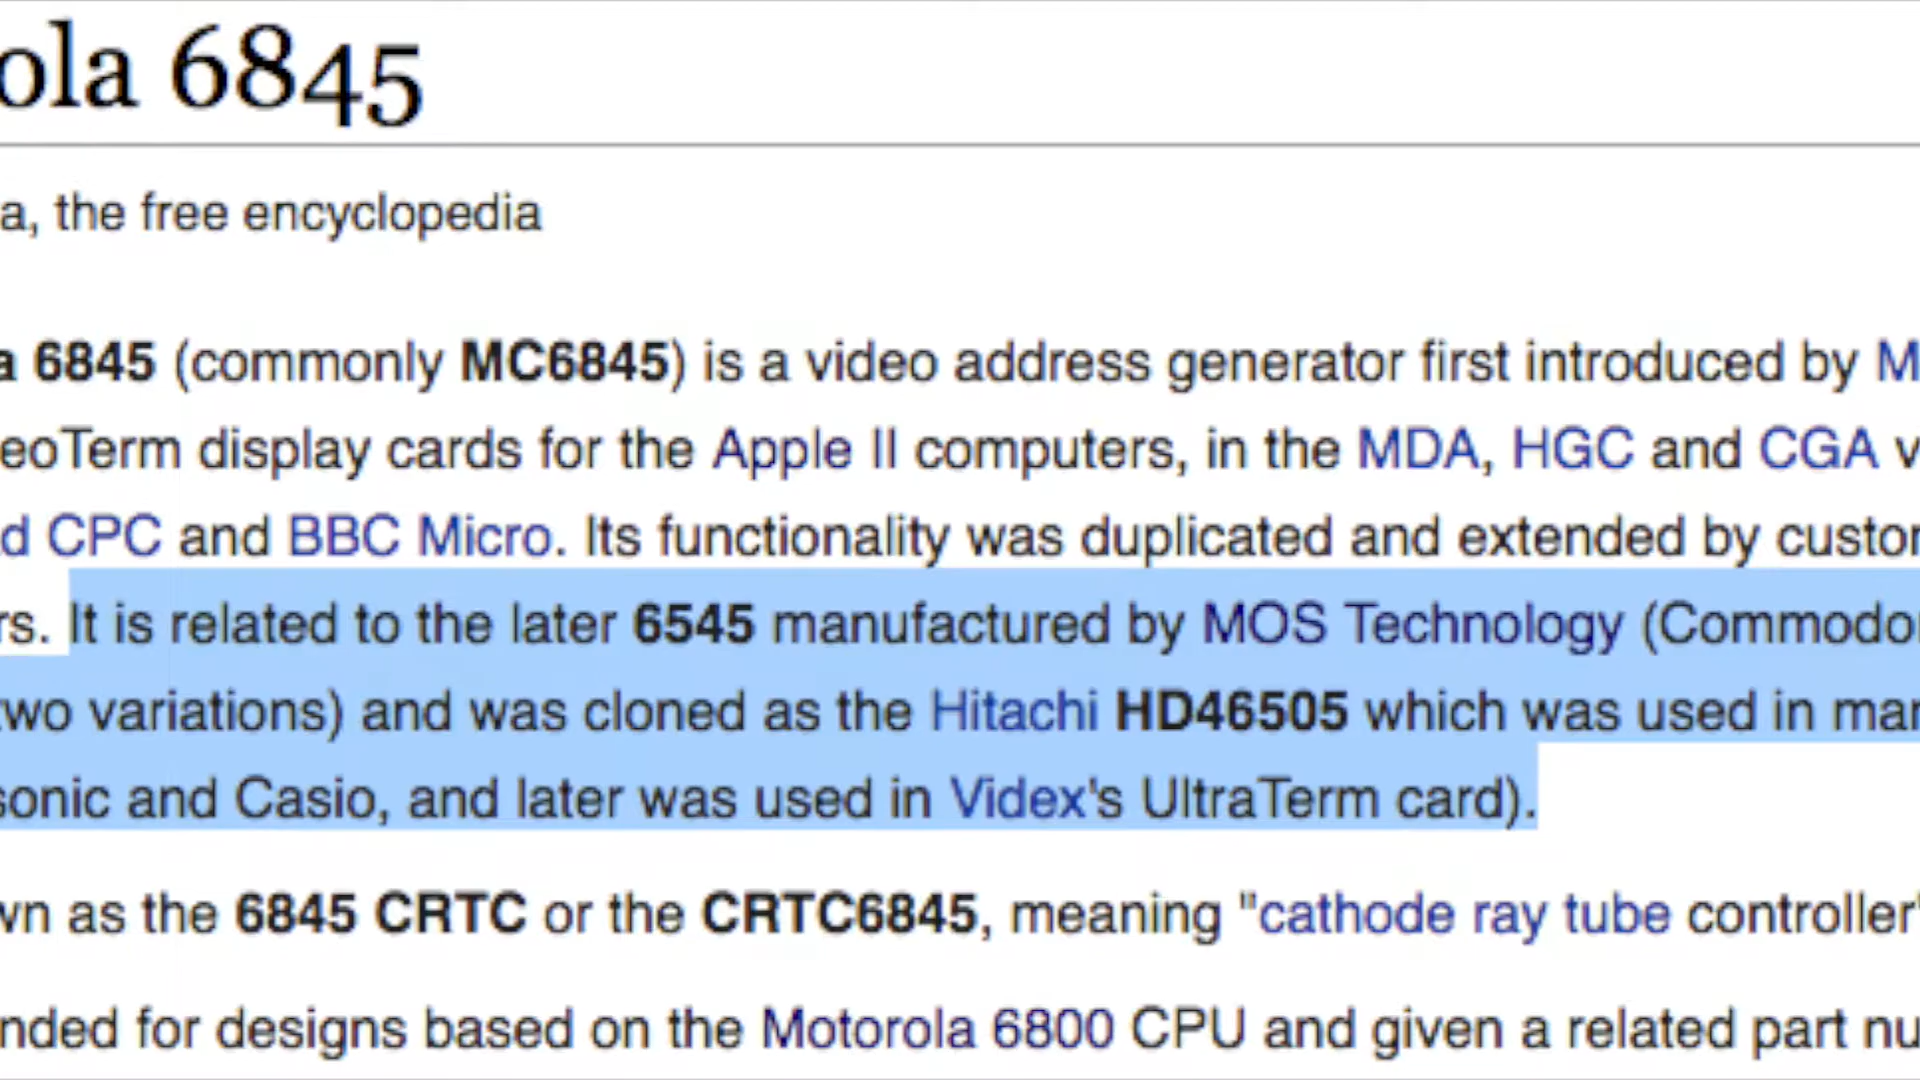 ola 6845
a, the free encyclopedia
a 6845 (commonly MC6845) is a video address generator first introduced by M
eoTerm display cards for the Apple II computers, in the MDA, HGC and CGA v
d CPC and BBC Micro. Its functionality was duplicated and extended by custo
rs. It is related to the later 6545 manufactured by MOS Technology (Commodo
two variations) and was cloned as the Hitachi HD46505 which was used in ma
sonic and Casio, and later was used in Videx's UltraTerm card).
wn as the 6845 CRTC or the CRTC6845, meaning "cathode ray tube controller"
nded for designs based on the Motorola 6800 CPU and given a related part nu